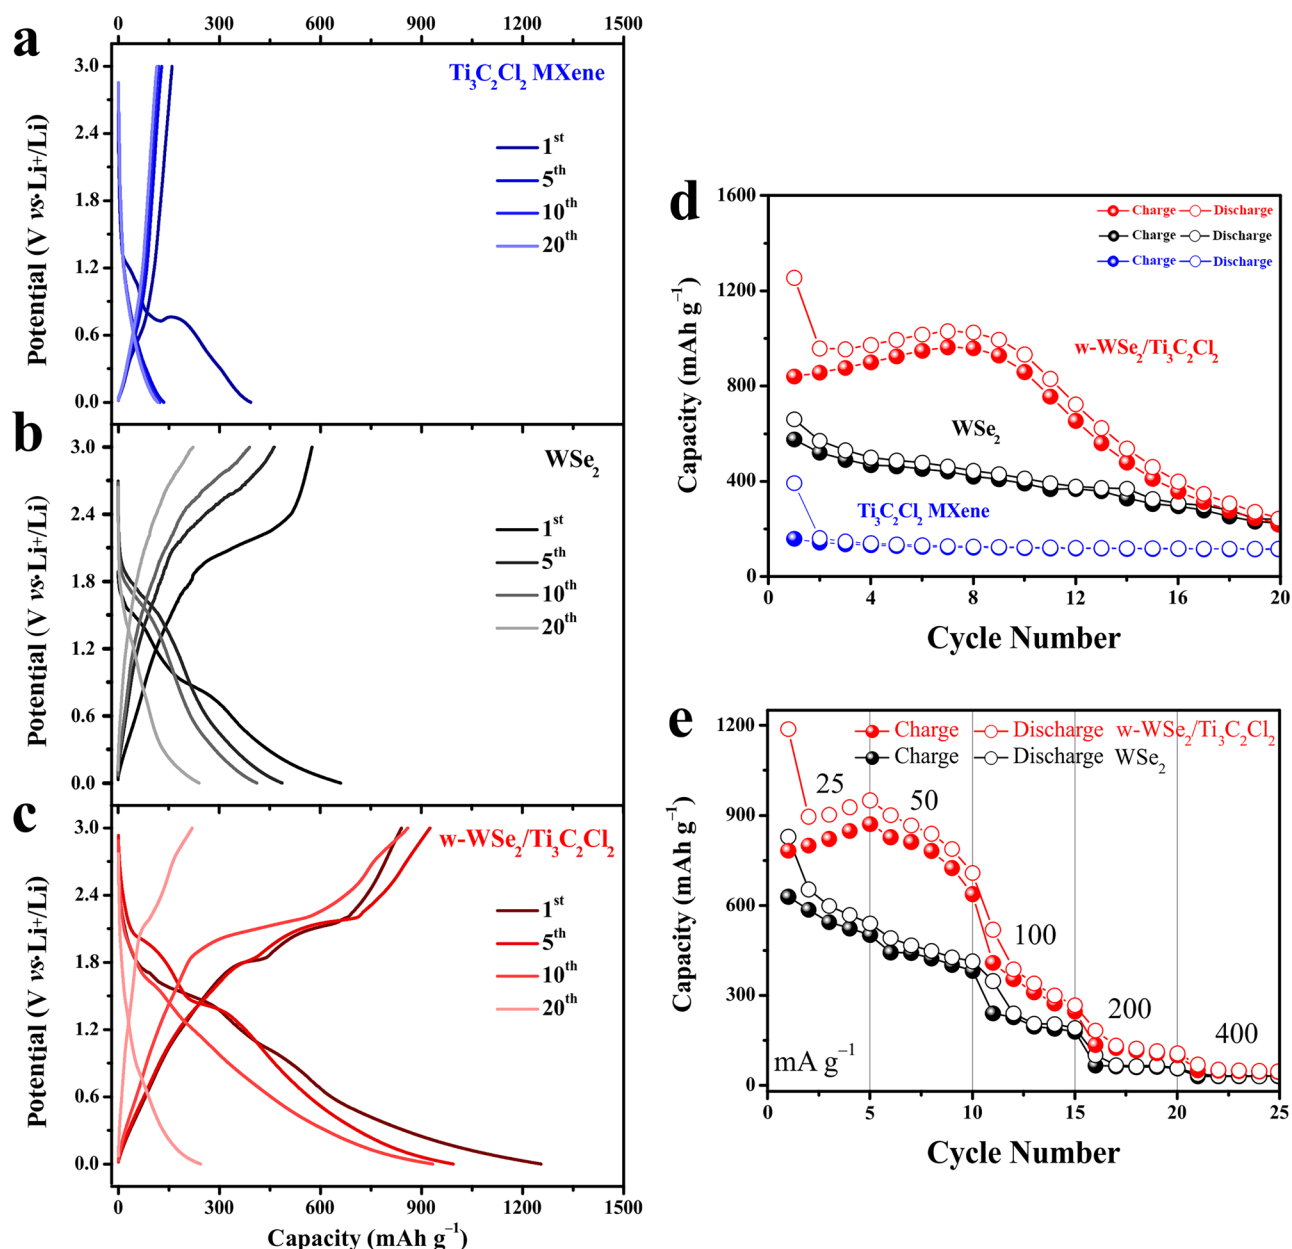 0 300 600 900 1200 1500
a
Ti₃C₂Cl₂ MXene
3.0
2.4
1.8
1.2
0.6
0.0
Potential (V vs·Li⁺/Li)
1ˢᵗ
5ᵗʰ
10ᵗʰ
20ᵗʰ
b
WSe₂
3.0
2.4
1.8
1.2
0.6
0.0
Potential (V vs·Li⁺/Li)
1ˢᵗ
5ᵗʰ
10ᵗʰ
20ᵗʰ
c
w-WSe₂/Ti₃C₂Cl₂
3.0
2.4
1.8
1.2
0.6
0.0
Potential (V vs·Li⁺/Li)
1ˢᵗ
5ᵗʰ
10ᵗʰ
20ᵗʰ
0 300 600 900 1200 1500
Capacity (mAh g⁻¹)
d
1600
1200
800
400
0
Capacity (mAh g⁻¹)
Charge Discharge
Charge Discharge
Charge Discharge
w-WSe₂/Ti₃C₂Cl₂
WSe₂
Ti₃C₂Cl₂ MXene
0 4 8 12 16 20
Cycle Number
e
1200
900
600
300
0
Capacity (mAh g⁻¹)
Charge Discharge w-WSe₂/Ti₃C₂Cl₂
Charge Discharge WSe₂
25 50 100 200 400
mA g⁻¹
0 5 10 15 20 25
Cycle Number